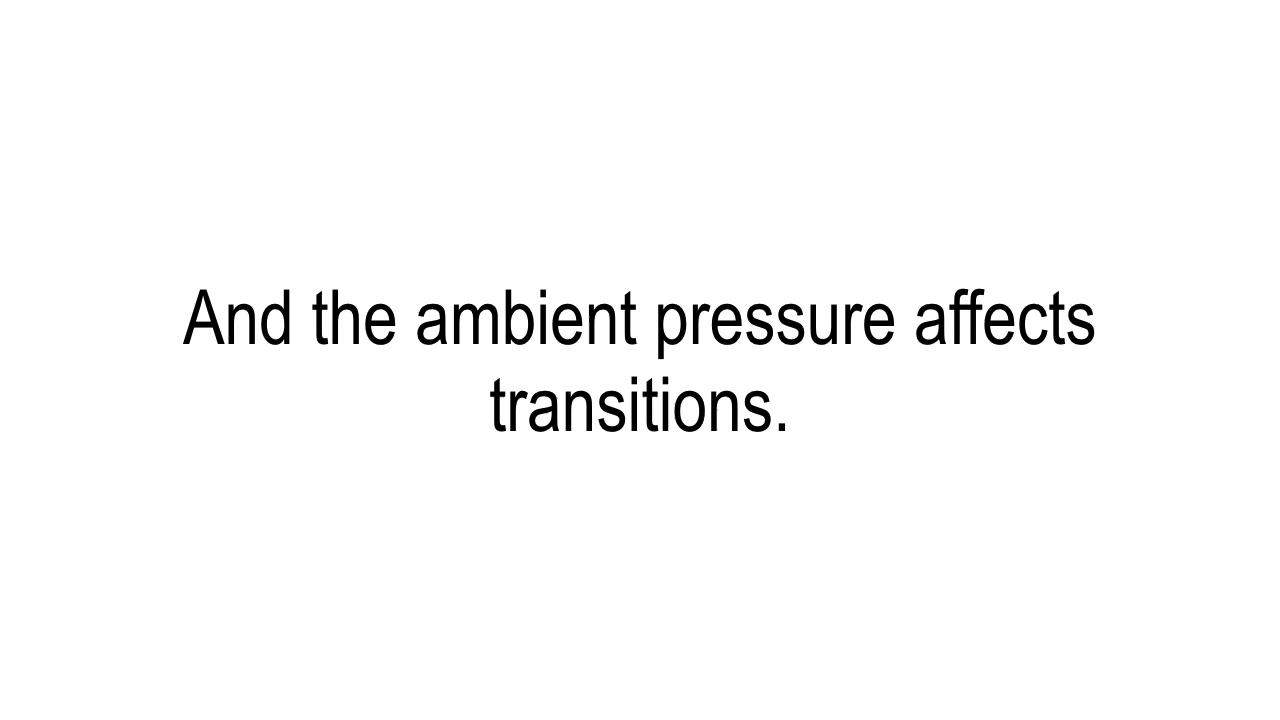 And the ambient pressure affects
transitions.